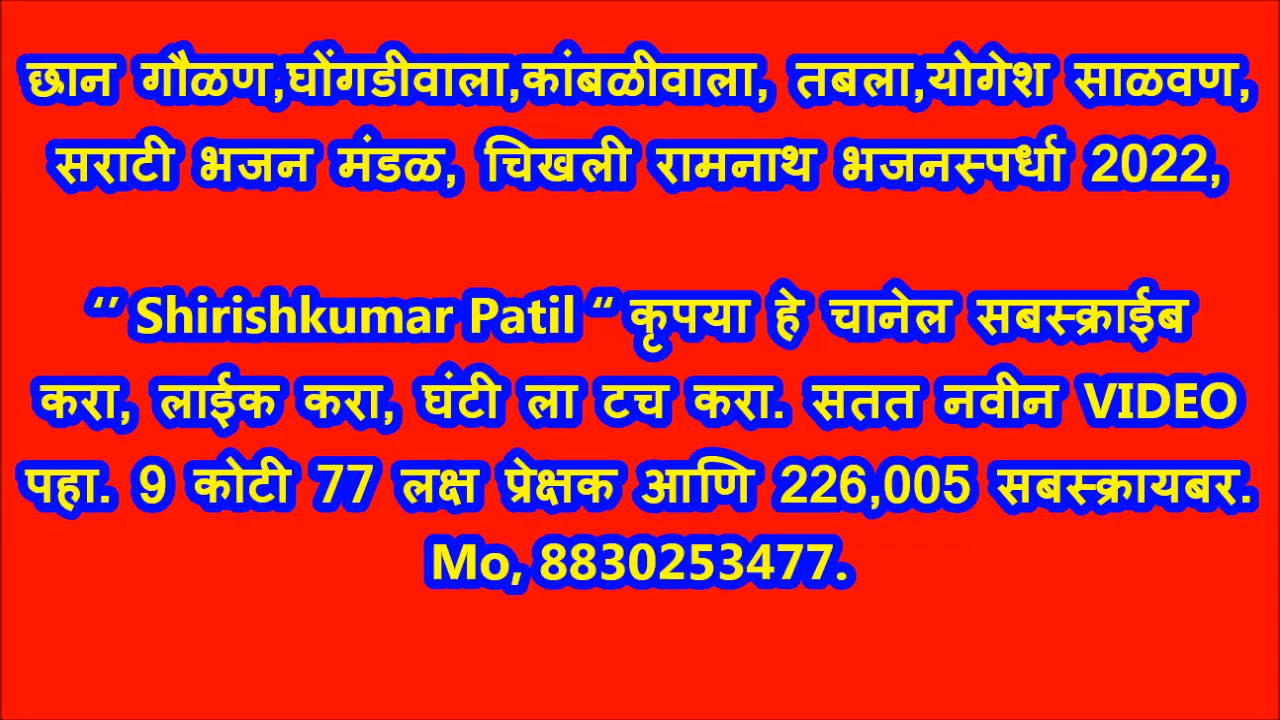 छान गौळण,घोंगडीवाला,कांबळीवाला, तबला,योगेश साळवण,
सराटी भजन मंडळ, चिखली रामनाथ भजनस्पर्धा 2022,
‘’ Shirishkumar Patil “ कृपया हे चानेल सबस्क्राईब
करा, लाईक करा, घंटी ला टच करा. सतत नवीन VIDEO
पहा. 9 कोटी 77 लक्ष प्रेक्षक आणि 226,005 सबस्क्रायबर.
Mo, 8830253477.